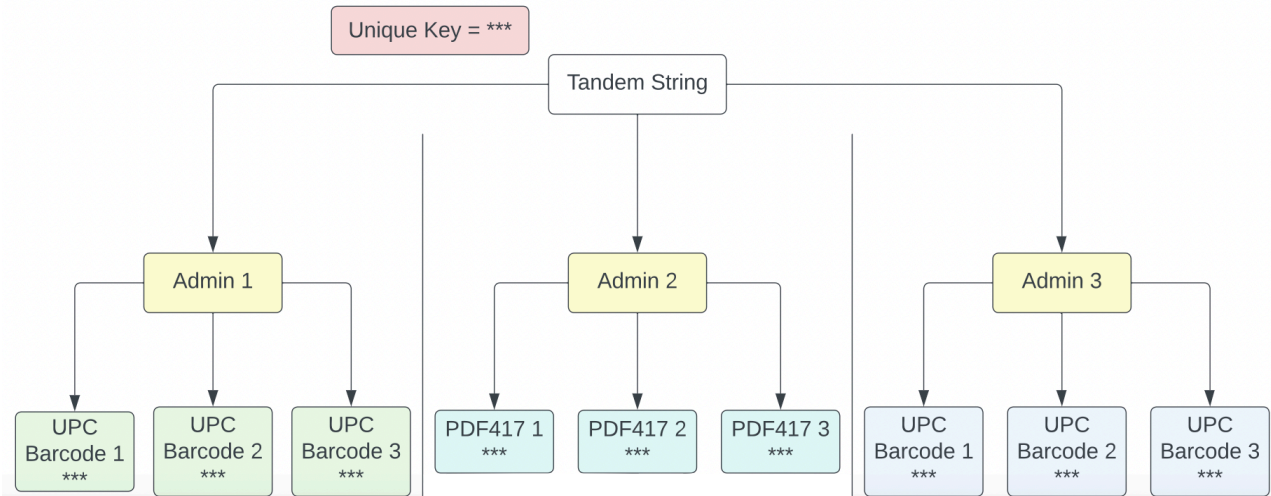 Unique Key = ***
Tandem String
Admin 1
Admin 2
Admin 3
UPC
Barcode 1
***
UPC
Barcode 2
***
UPC
Barcode 3
***
PDF417 1
***
PDF417 2
***
PDF417 3
***
UPC
Barcode 1
***
UPC
Barcode 2
***
UPC
Barcode 3
***